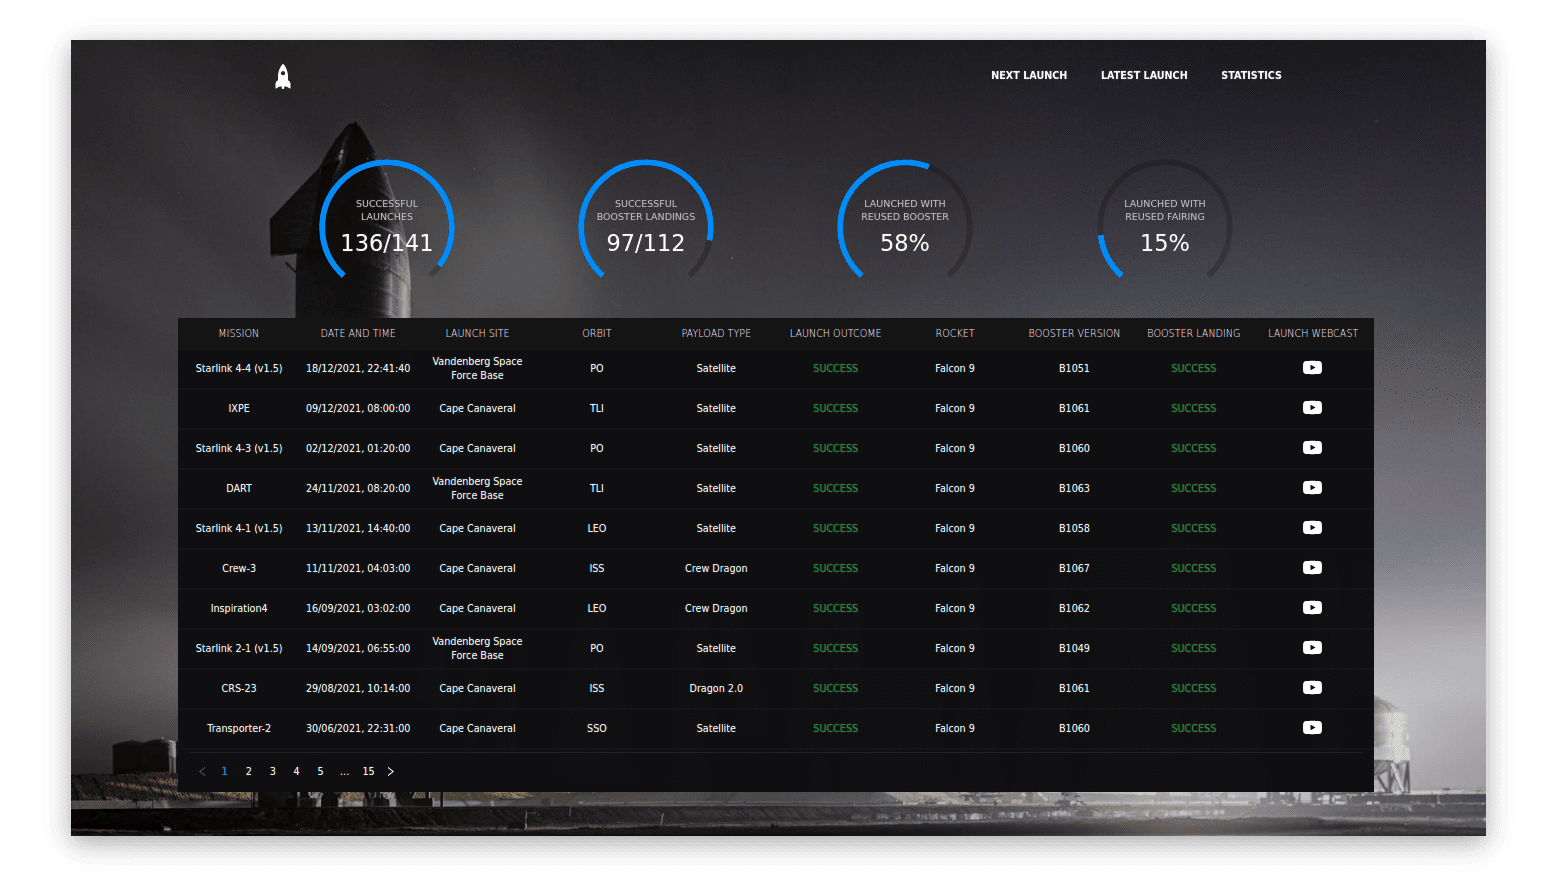 NEXT LAUNCH LATEST LAUNCH STATISTICS
SUCCESSFUL
LAUNCHES
136/141
SUCCESSFUL
BOOSTER LANDINGS
97/112
LAUNCHED WITH
REUSED BOOSTER
58%
LAUNCHED WITH
REUSED FAIRING
15%
MISSION DATE AND TIME LAUNCH SITE ORBIT PAYLOAD TYPE LAUNCH OUTCOME ROCKET BOOSTER VERSION BOOSTER LANDING LAUNCH WEBCAST
Starlink 4-4 (v1.5) 18/12/2021, 22:41:40 Vandenberg Space
Force Base PO Satellite SUCCESS Falcon 9 B1051 SUCCESS
IXPE 09/12/2021, 08:00:00 Cape Canaveral TLI Satellite SUCCESS Falcon 9 B1061 SUCCESS
Starlink 4-3 (v1.5) 02/12/2021, 01:20:00 Cape Canaveral PO Satellite SUCCESS Falcon 9 B1060 SUCCESS
DART 24/11/2021, 08:20:00 Vandenberg Space
Force Base TLI Satellite SUCCESS Falcon 9 B1063 SUCCESS
Starlink 4-1 (v1.5) 13/11/2021, 14:40:00 Cape Canaveral LEO Satellite SUCCESS Falcon 9 B1058 SUCCESS
Crew-3 11/11/2021, 04:03:00 Cape Canaveral ISS Crew Dragon SUCCESS Falcon 9 B1067 SUCCESS
Inspiration4 16/09/2021, 03:02:00 Cape Canaveral LEO Crew Dragon SUCCESS Falcon 9 B1062 SUCCESS
Starlink 2-1 (v1.5) 14/09/2021, 06:55:00 Vandenberg Space
Force Base PO Satellite SUCCESS Falcon 9 B1049 SUCCESS
CRS-23 29/08/2021, 10:14:00 Cape Canaveral ISS Dragon 2.0 SUCCESS Falcon 9 B1061 SUCCESS
Transporter-2 30/06/2021, 22:31:00 Cape Canaveral SSO Satellite SUCCESS Falcon 9 B1060 SUCCESS
< 1 2 3 4 5 ... 15 >